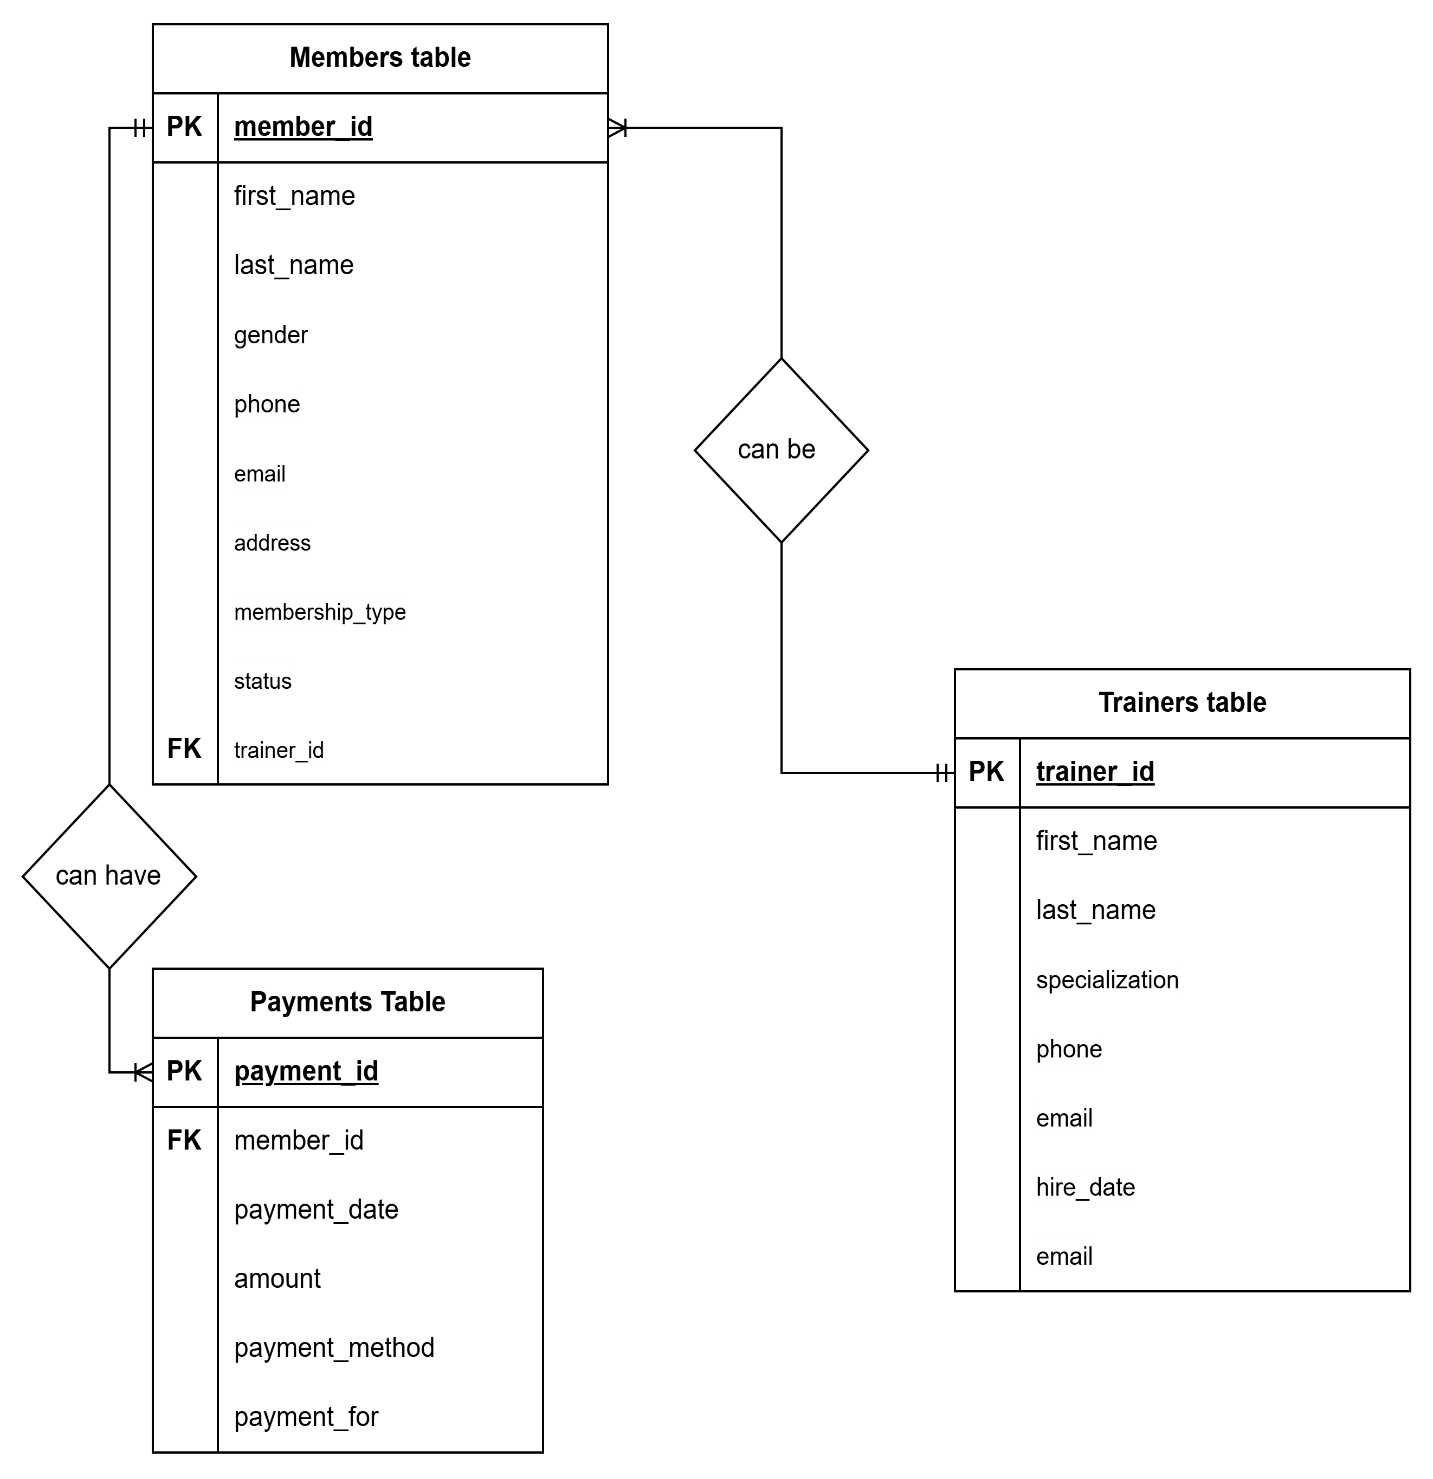 Members table
PK member_id
first_name
last_name
gender
phone
email
address
membership_type
status
FK trainer_id
can be
can have
Trainers table
PK trainer_id
first_name
last_name
specialization
phone
email
hire_date
email
Payments Table
PK payment_id
FK member_id
payment_date
amount
payment_method
payment_for